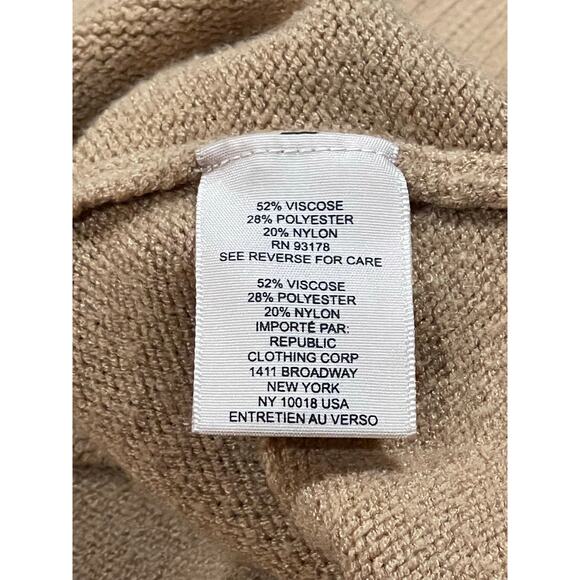 52% VISCOSE
28% POLYESTER
20% NYLON
RN 93178
SEE REVERSE FOR CARE
52% VISCOSE
28% POLYESTER
20% NYLON
IMPORTÉ PAR:
REPUBLIC
CLOTHING CORP
1411 BROADWAY
NEW YORK
NY 10018 USA
ENTRETIEN AU VERSO